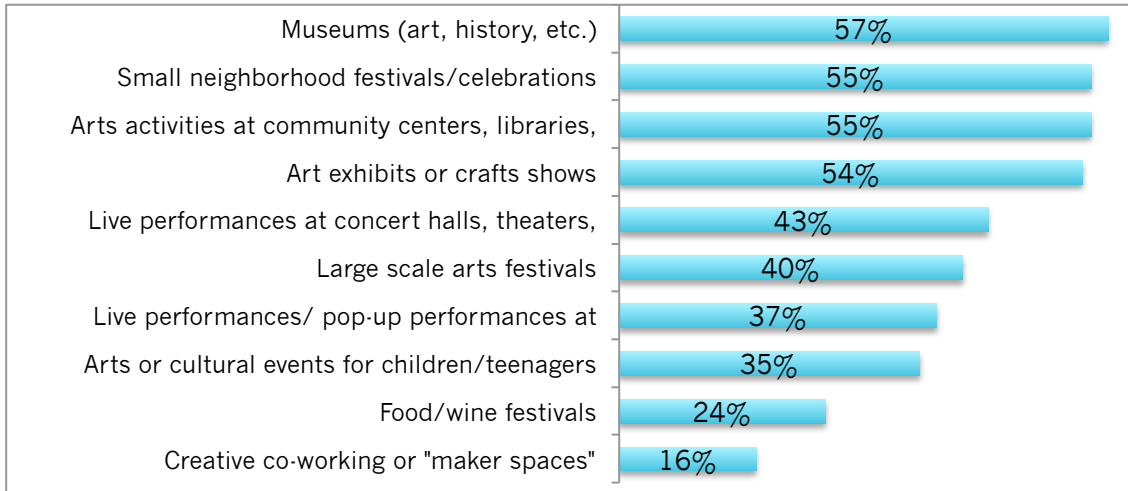 Museums (art, history, etc.) 57%
Small neighborhood festivals/celebrations 55%
Arts activities at community centers, libraries, 55%
Art exhibits or crafts shows 54%
Live performances at concert halls, theaters, 43%
Large scale arts festivals 40%
Live performances/ pop-up performances at 37%
Arts or cultural events for children/teenagers 35%
Food/wine festivals 24%
Creative co-working or "maker spaces" 16%